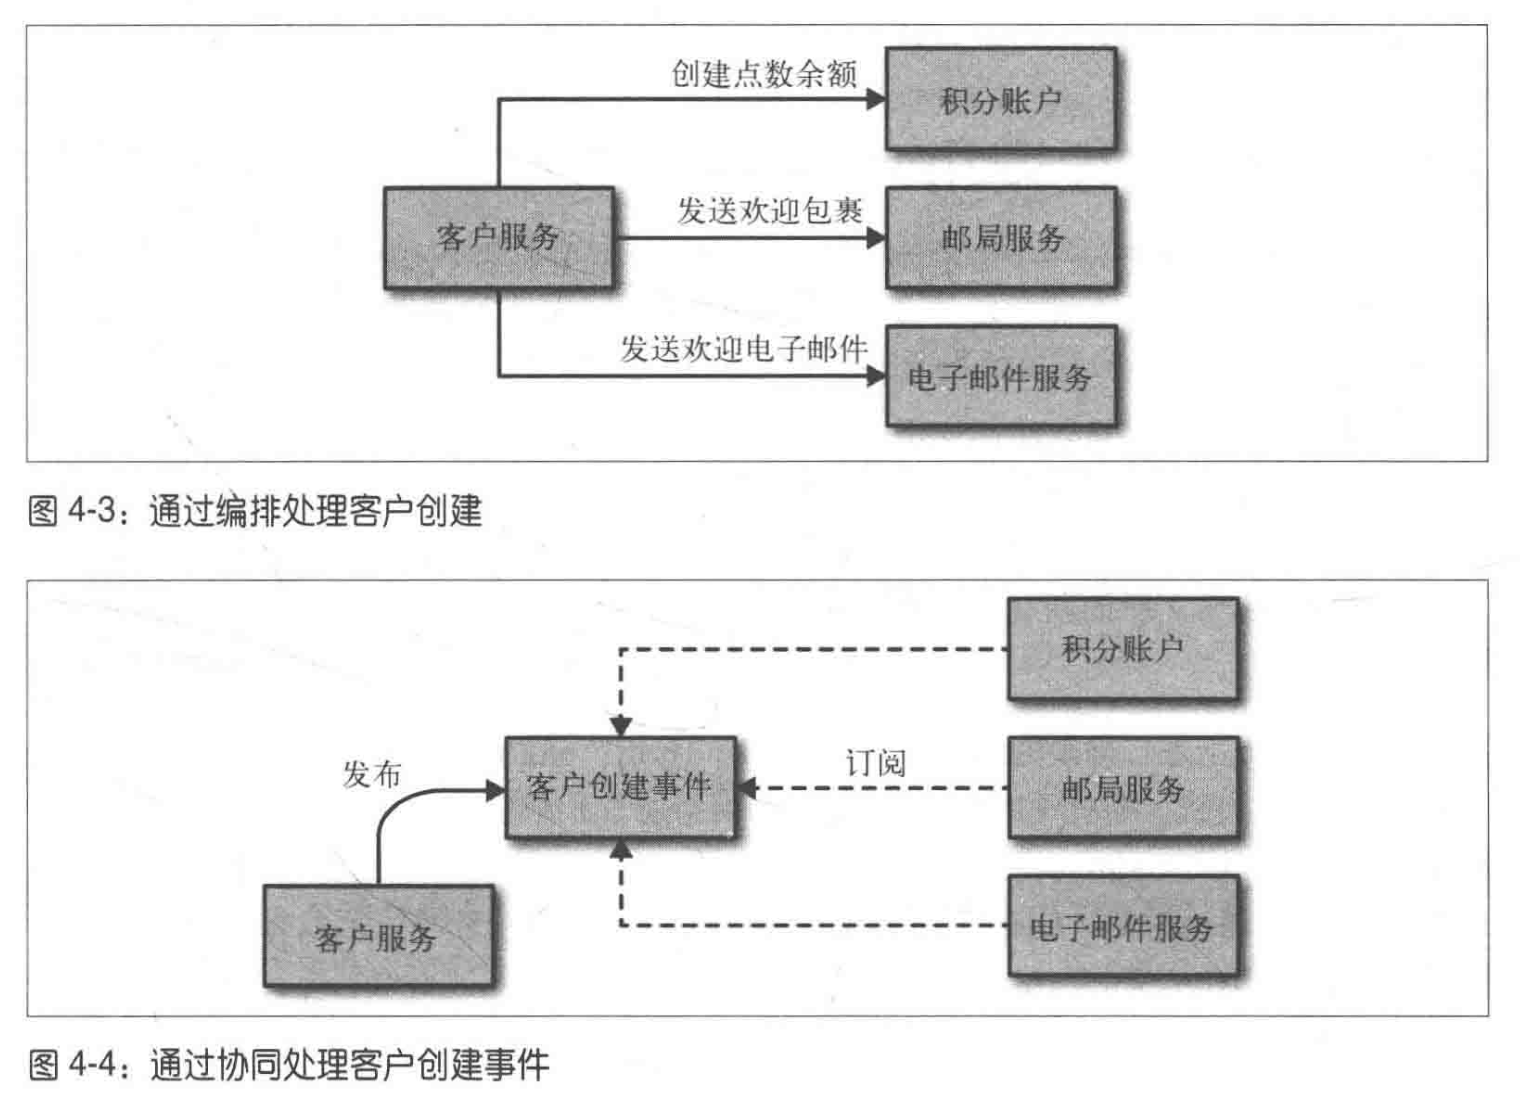 创建点数余额
积分账户
发送欢迎包裹
客户服务
邮局服务
发送欢迎电子邮件
电子邮件服务
图 4-3：通过编排处理客户创建
积分账户
订阅
发布
客户创建事件
邮局服务
客户服务
电子邮件服务
图 4-4：通过协同处理客户创建事件